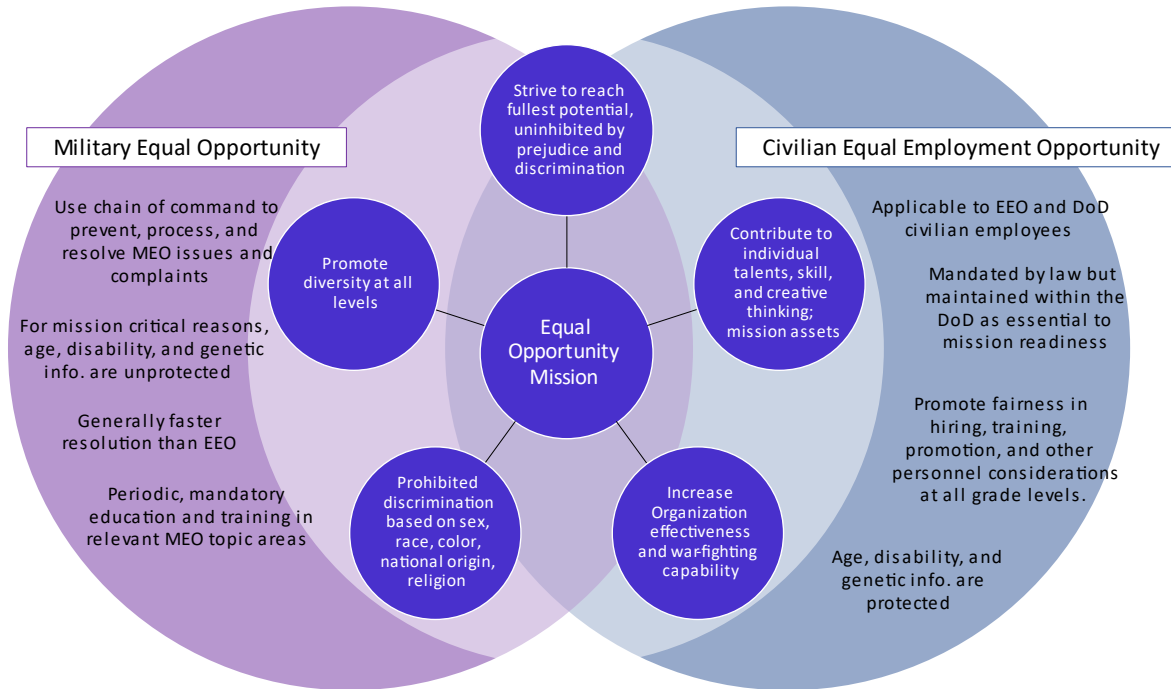 Military Equal Opportunity
Use chain of command to
prevent, process, and
resolve MEO issues and
complaints
For mission critical reasons,
age, disability, and genetic
info. are unprotected
Generally faster
resolution than EEO
Periodic, mandatory
education and training in
relevant MEO topic areas
Strive to reach
fullest potential,
uninhibited by
prejudice and
discrimination
Promote
diversity at all
levels
Equal
Opportunity
Mission
Contribute to
individual
talents, skill,
and creative
thinking;
mission assets
Prohibited
discrimination
based on sex,
race, color,
national origin,
religion
Increase
Organization
effectiveness
and war-fighting
capability
Civilian Equal Employment Opportunity
Applicable to EEO and DoD
civilian employees
Mandated by law but
maintained within the
DoD as essential to
mission readiness
Promote fairness in
hiring, training,
promotion, and other
personnel considerations
at all grade levels.
Age, disability, and
genetic info. are
protected